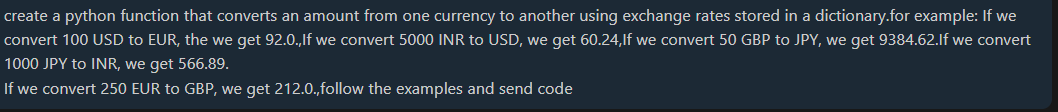 create a python function that converts an amount from one currency to another using exchange rates stored in a dictionary.for example: If we
convert 100 USD to EUR, the we get 92.0.,If we convert 5000 INR to USD, we get 60.24,If we convert 50 GBP to JPY, we get 9384.62.If we convert
1000 JPY to INR, we get 566.89.
If we convert 250 EUR to GBP, we get 212.0.,follow the examples and send code